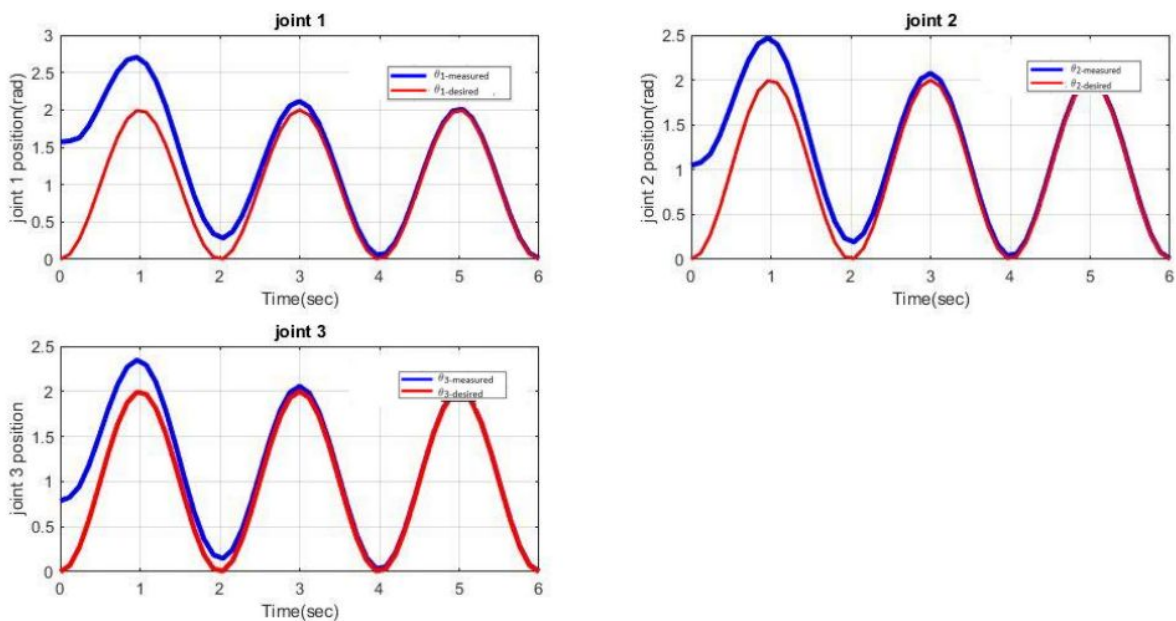 joint 1
3
2.5
2
1.5
1
0.5
0
joint 1 position(rad)
θ1-measured
θ1-desired
0 1 2 3 4 5 6
Time(sec)
joint 2
2.5
2
1.5
1
0.5
0
joint 2 position(rad)
θ2-measured
θ2-desired
0 1 2 3 4 5 6
Time(sec)
joint 3
2.5
2
1.5
1
0.5
0
joint 3 position
θ3-measured
θ3-desired
0 1 2 3 4 5 6
Time(sec)